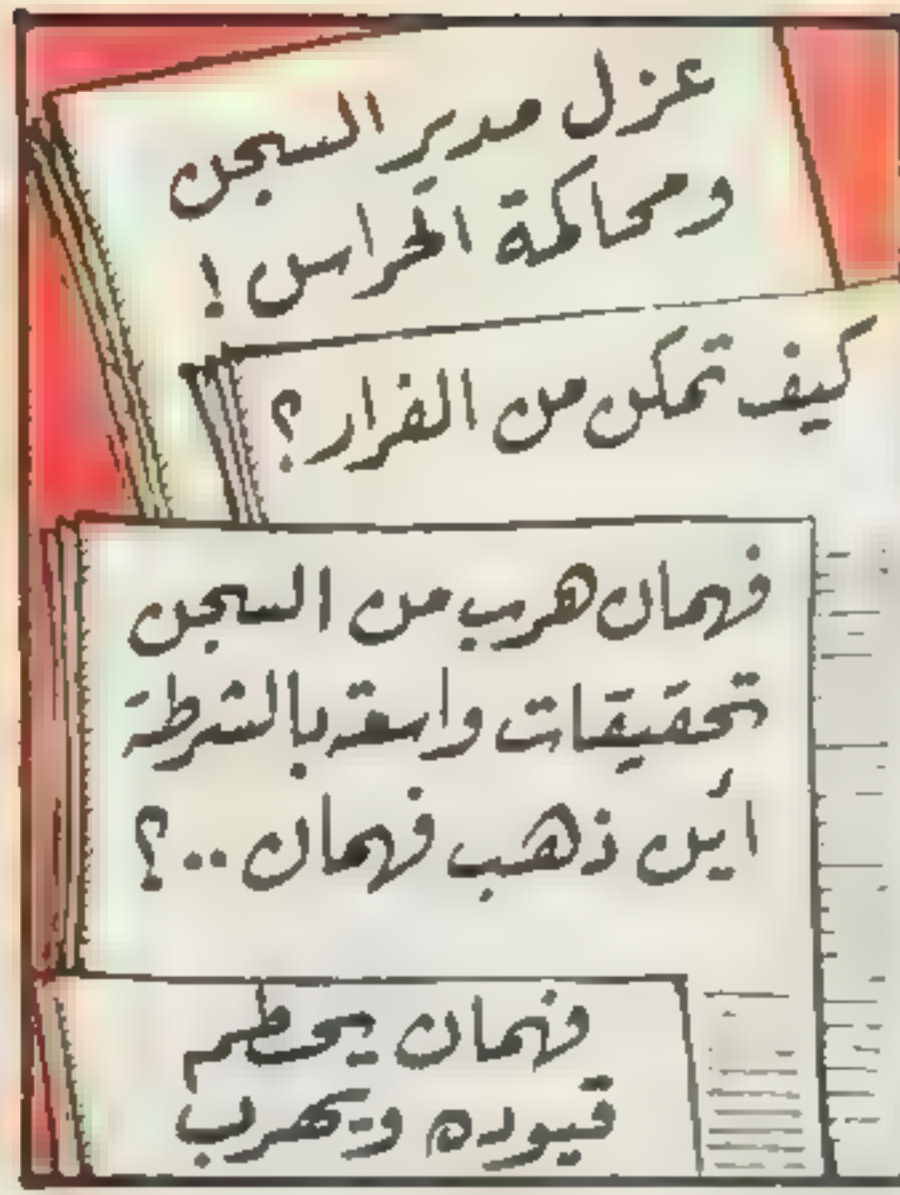 عزل مدير السجن
ومحاكمة الحراس !
كيف تمكن من الفرار ؟
فهمان هرب من السجن
تحقيقات واسعة بالشرطة
اين ذهب فهمان ..؟
فهمان يحطم
قيوده ويهرب